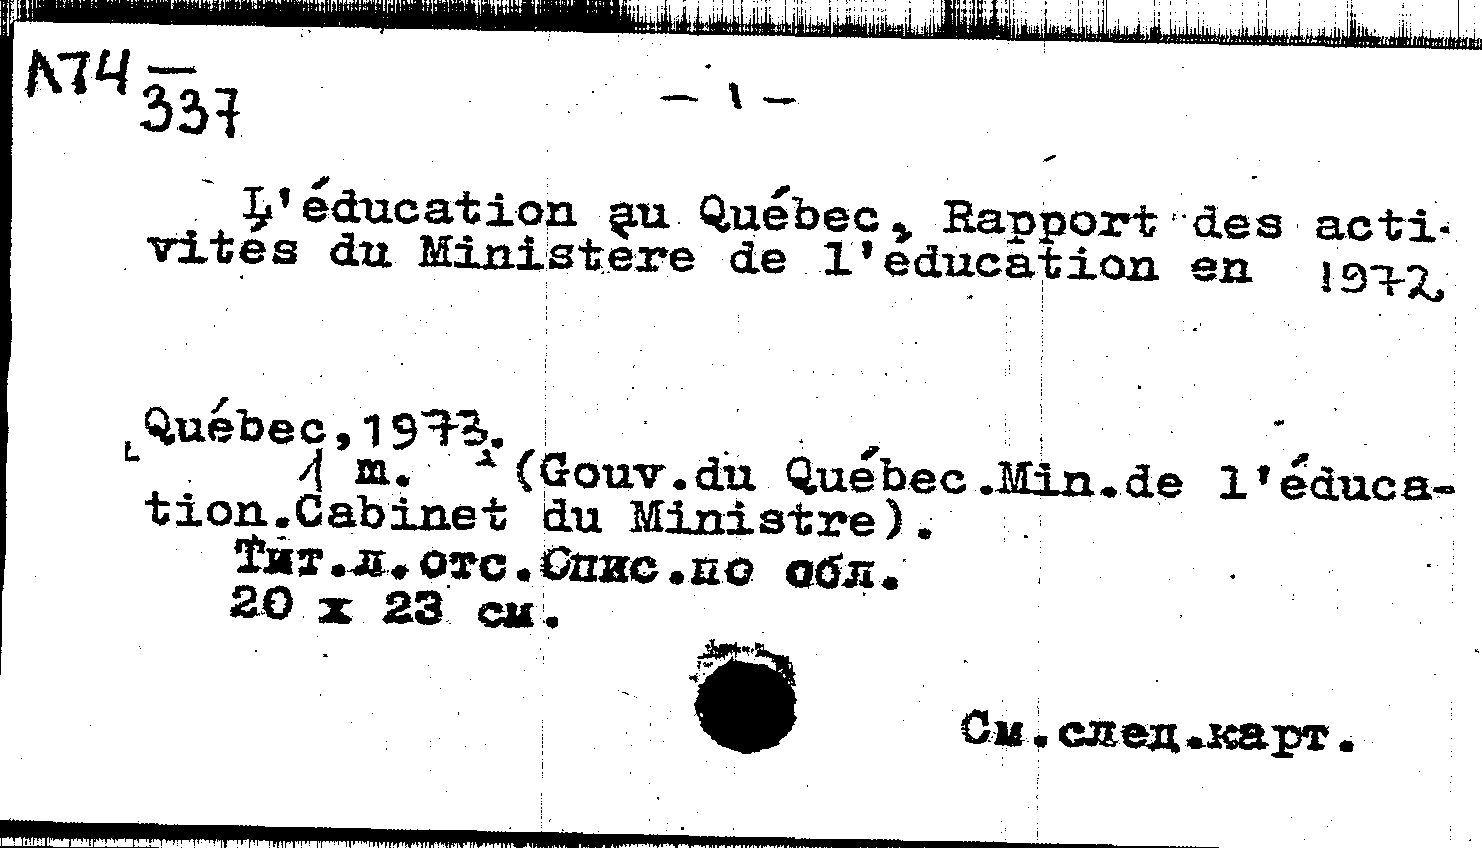 Л74 —
337
— 1 —
L'éducation au Québec, Rapport des acti-
vités du Ministère de l'éducation en 1972
Québec, 1973.
1 m. (Gouv.du Québec.Min.de l'éduca-
tion.Cabinet du Ministre).
Тит.л.отс.Спис.по обл.
20 x 23 см.
См.след.карт.